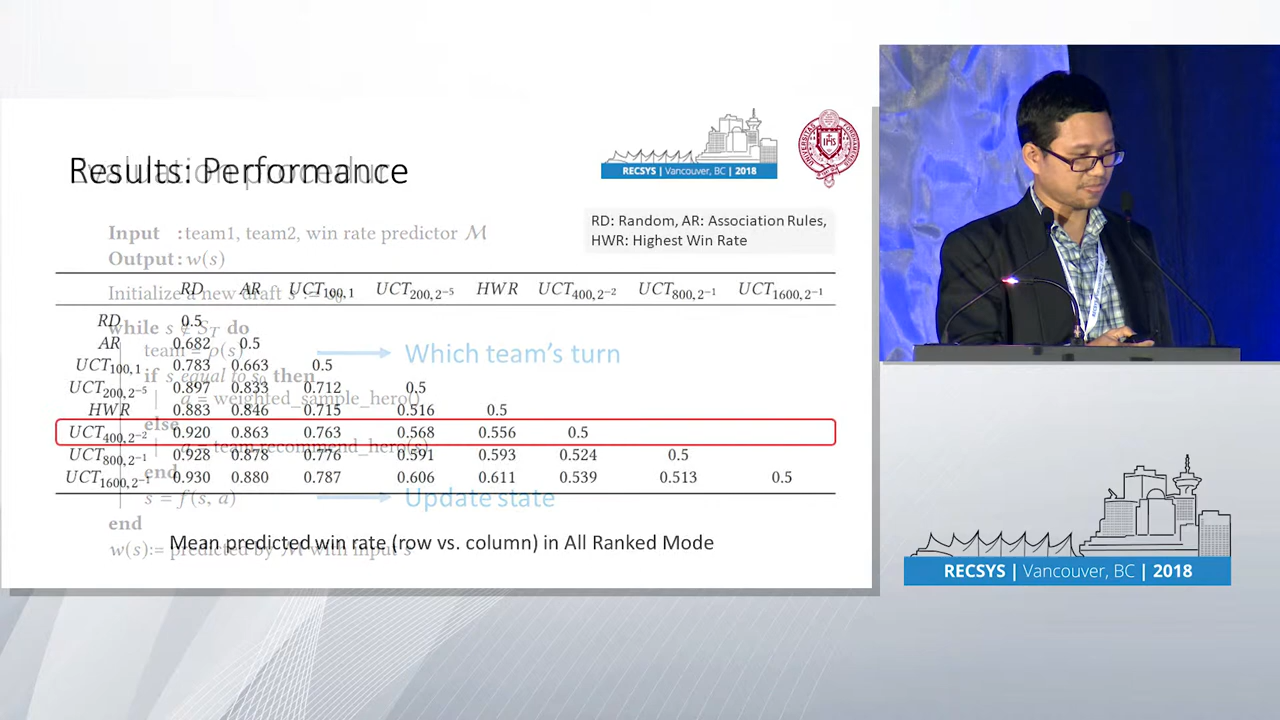 Results: Performance
Evaluation procedure
RECSYS | Vancouver, BC | 2018
RD: Random, AR: Association Rules,
HWR: Highest Win Rate
Input : team1, team2, win rate predictor M
Output: w(s)
Initialize a new draft s := s₀
RD AR UCT₁₀₀,₁ UCT₂₀₀,₂₋₅ HWR UCT₄₀₀,₂₋₂ UCT₈₀₀,₂₋₁ UCT₁₆₀₀,₂₋₁
RD 0.5
while s ∉ S_T do
AR 0.682 0.5
team = ρ(s) Which team's turn
UCT₁₀₀,₁ 0.783 0.663 0.5
if s equal to s₀ then
UCT₂₀₀,₂₋₅ 0.897 0.833 0.712 0.5
a = weighted_sample_hero()
HWR 0.883 0.846 0.715 0.516 0.5
else
UCT₄₀₀,₂₋₂ 0.920 0.863 0.763 0.568 0.556 0.5
a = team.recommend_hero(s)
UCT₈₀₀,₂₋₁ 0.928 0.878 0.776 0.591 0.593 0.524 0.5
end
UCT₁₆₀₀,₂₋₁ 0.930 0.880 0.787 0.606 0.611 0.539 0.513 0.5
s = f(s, a) Update state
end
Mean predicted win rate (row vs. column) in All Ranked Mode
w(s):= predicted by M with input s
RECSYS | Vancouver, BC | 2018